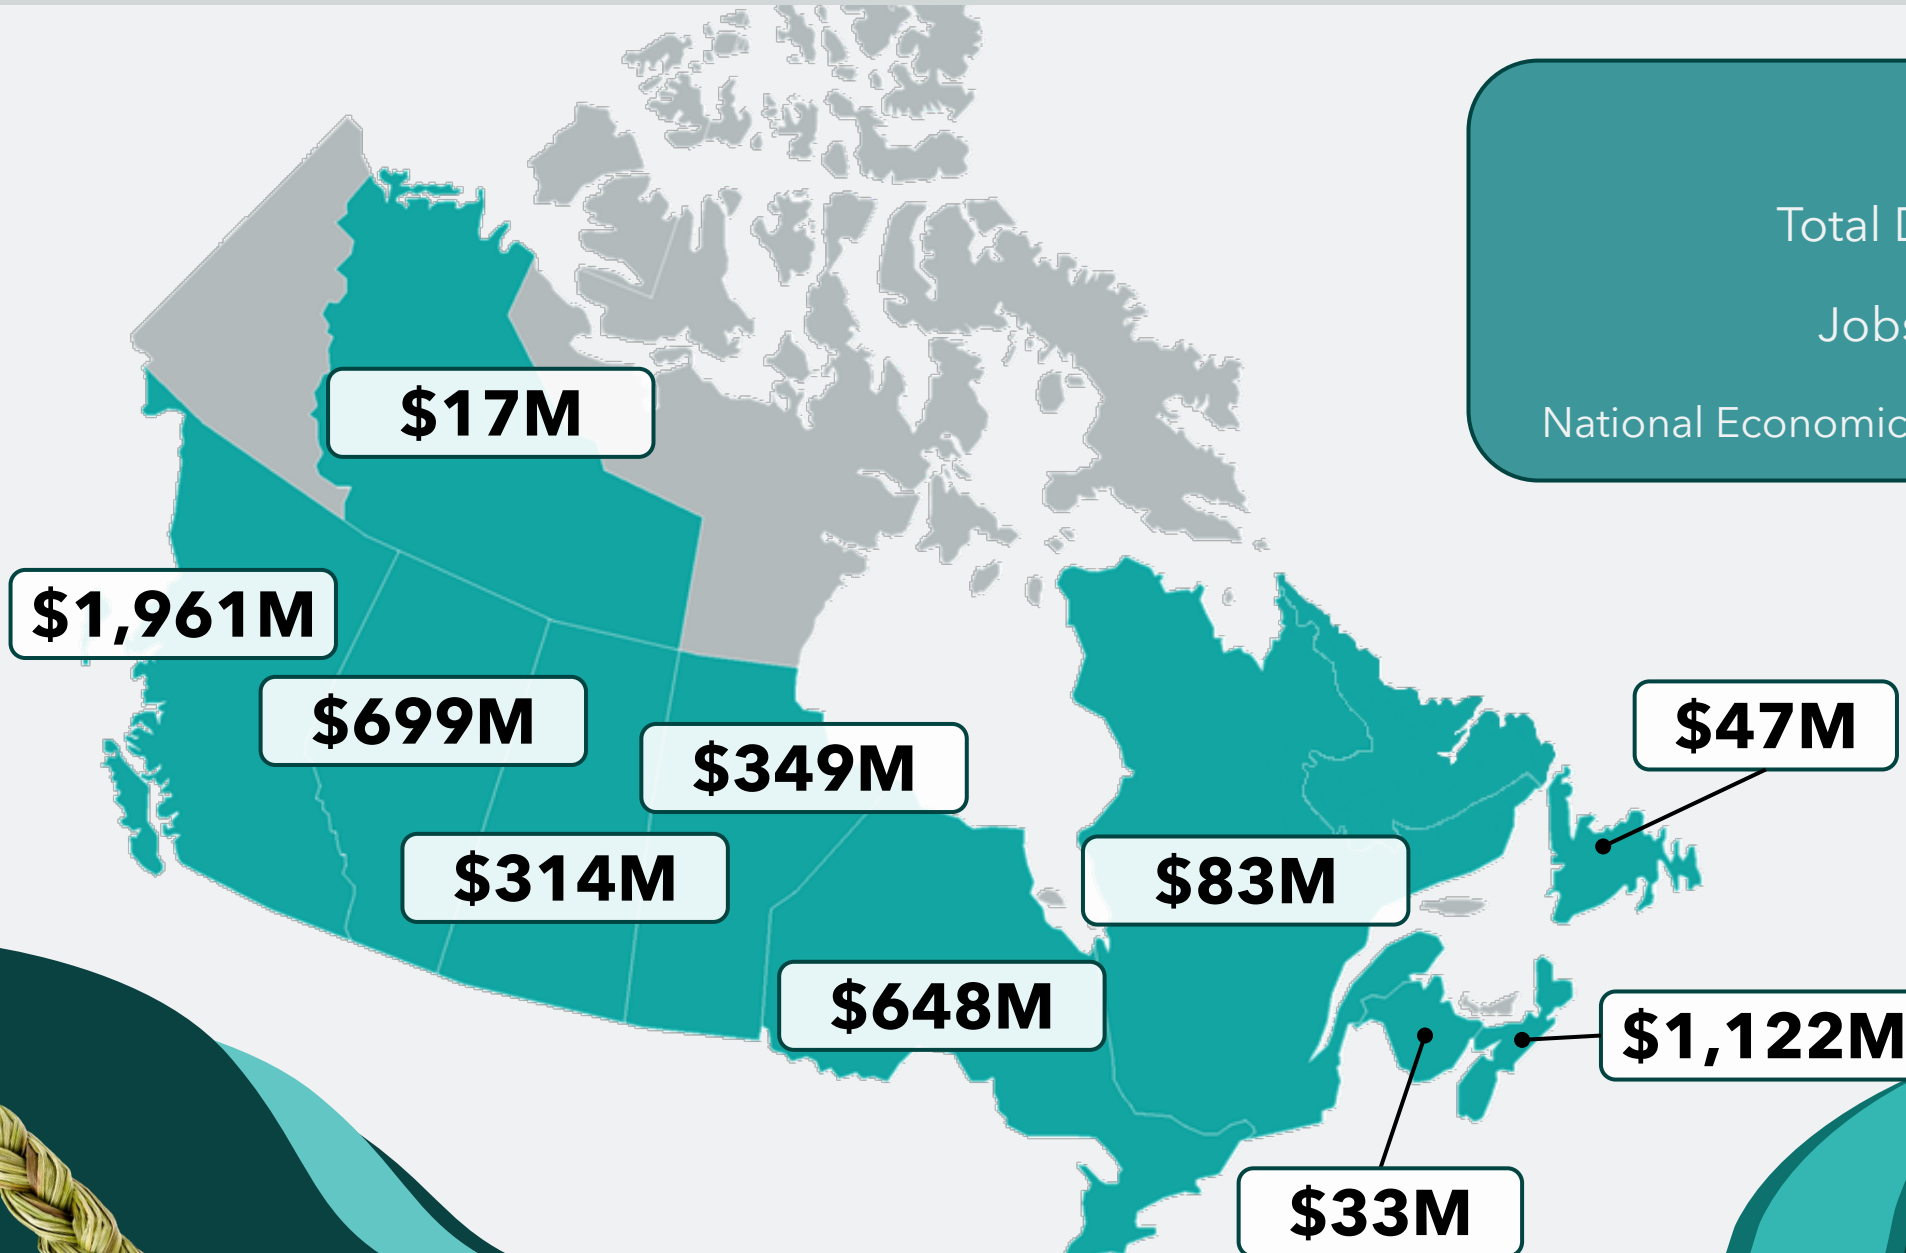 Total D
Jobs
National Economic
$17M
$1,961M
$699M
$349M
$47M
$314M
$83M
$648M
$1,122M
$33M